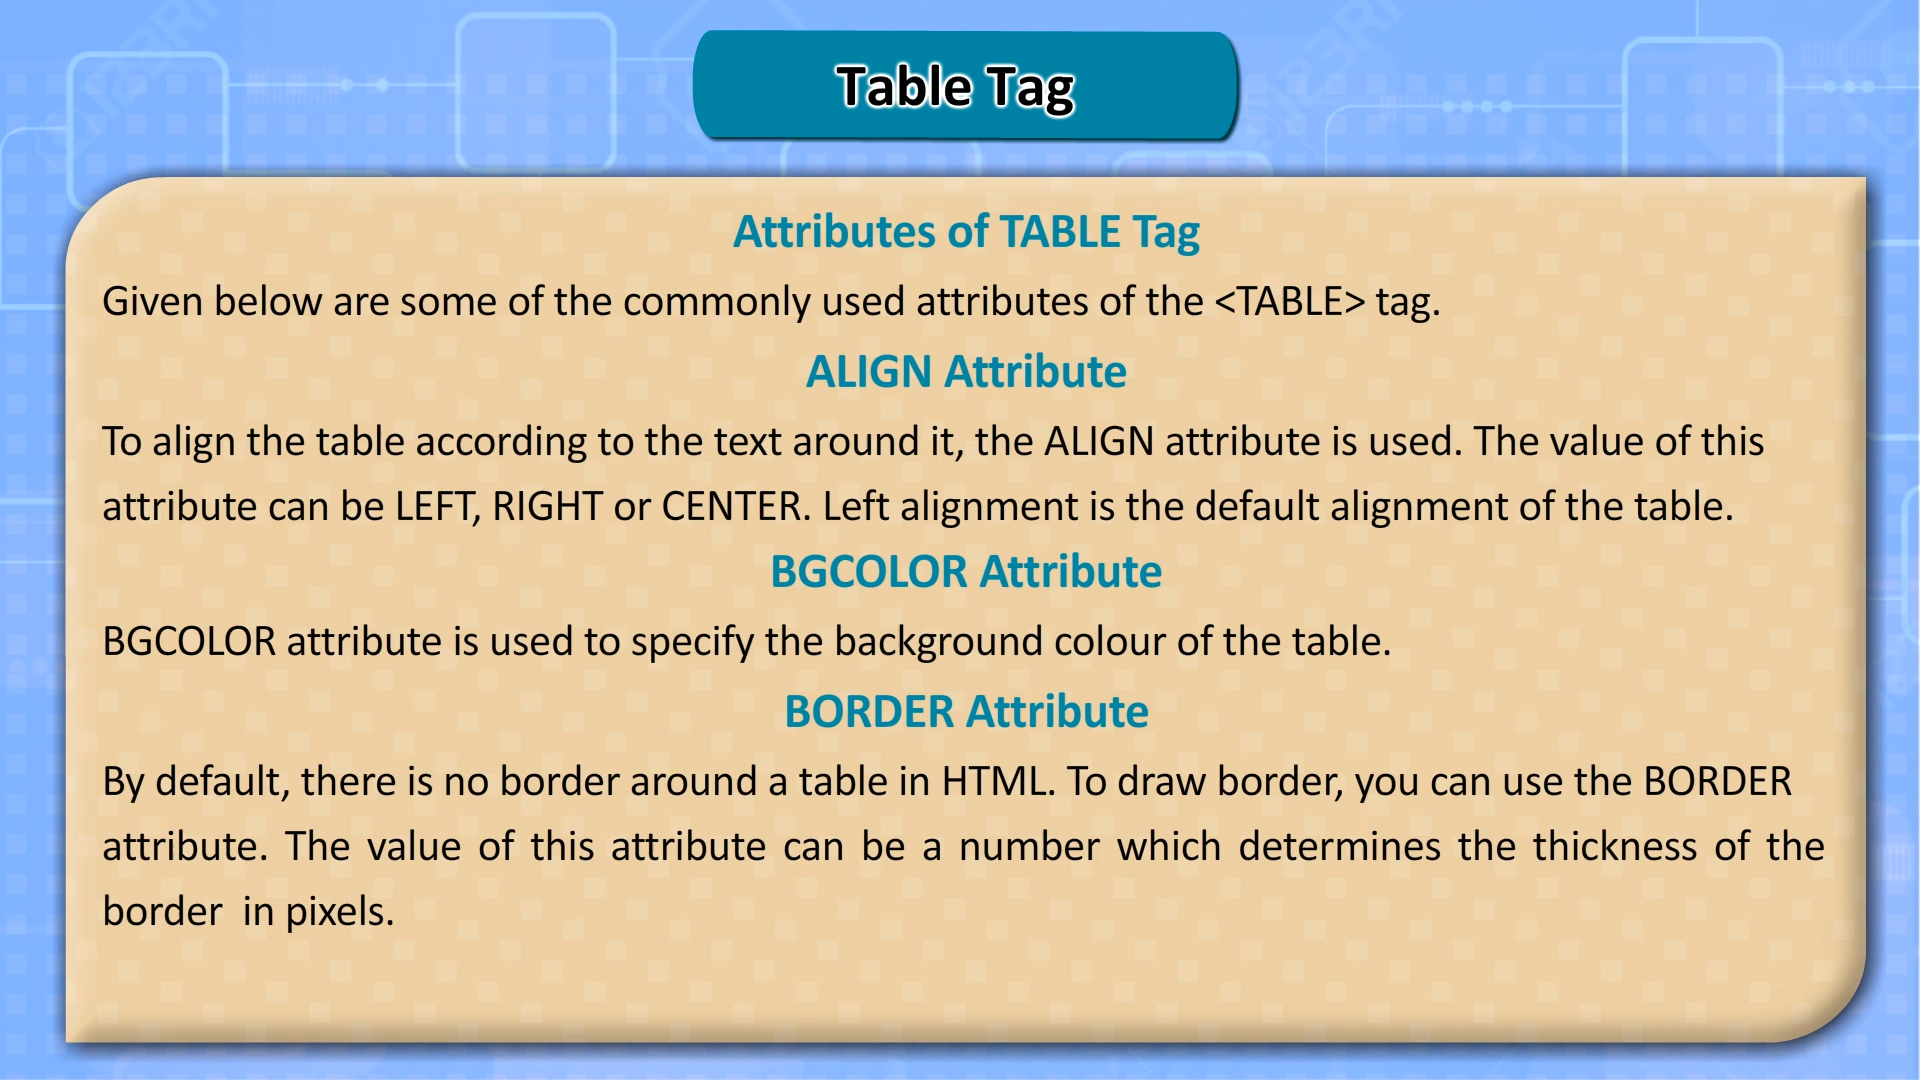 Table Tag
Attributes of TABLE Tag
Given below are some of the commonly used attributes of the <TABLE> tag.
ALIGN Attribute
To align the table according to the text around it, the ALIGN attribute is used. The value of this
attribute can be LEFT, RIGHT or CENTER. Left alignment is the default alignment of the table.
BGCOLOR Attribute
BGCOLOR attribute is used to specify the background colour of the table.
BORDER Attribute
By default, there is no border around a table in HTML. To draw border, you can use the BORDER
attribute. The value of this attribute can be a number which determines the thickness of the
border in pixels.